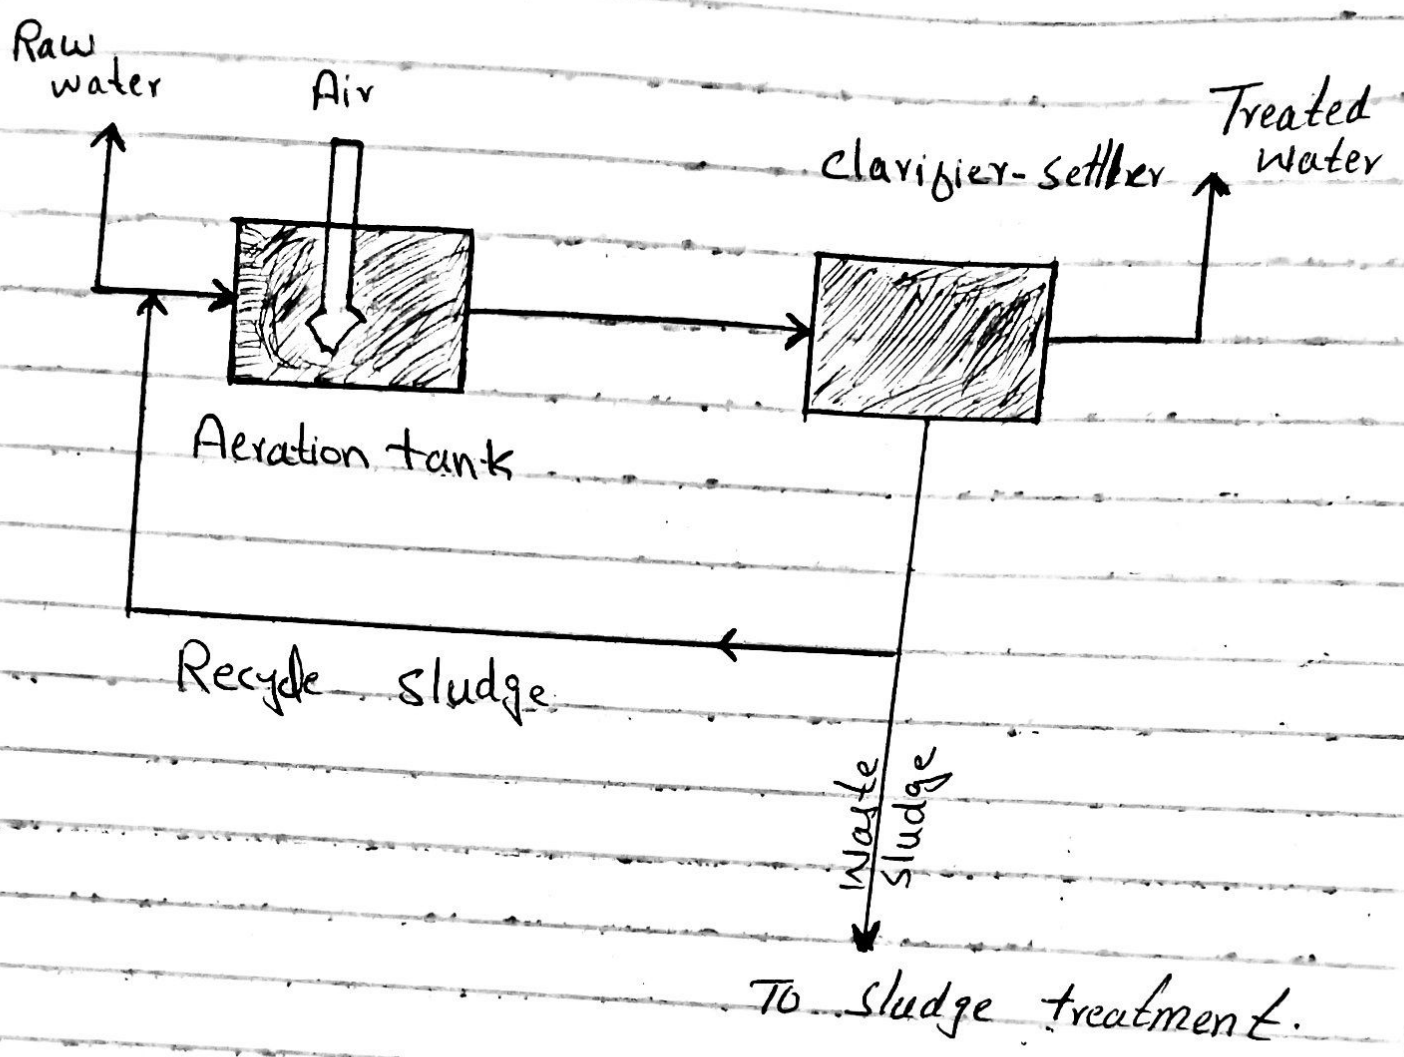 Raw
water
Air
Treated
water
clarifier-settler
Aeration tank
Recycle sludge
Waste
sludge
To sludge treatment.